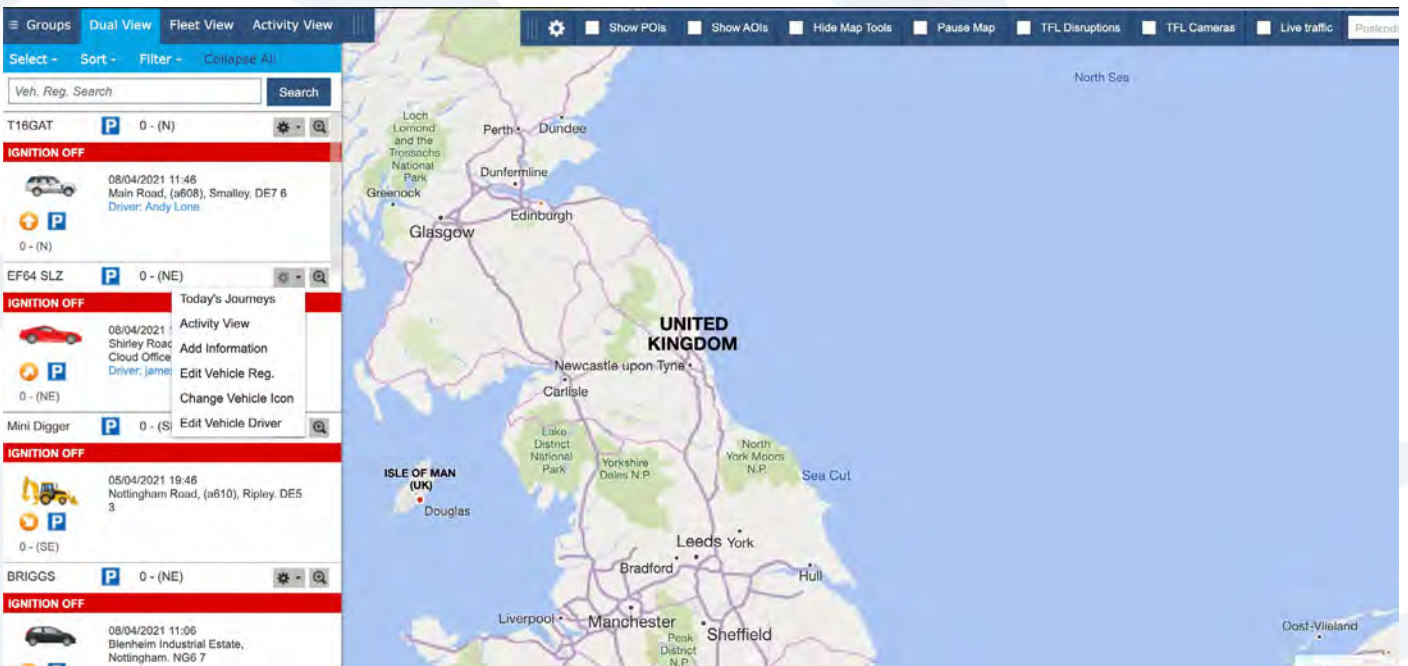 ≡ Groups Dual View Fleet View Activity View
Show POIs Show AOIs Hide Map Tools Pause Map TFL Disruptions TFL Cameras Live traffic
Select - Sort - Filter - Collapse All
Veh. Reg. Search Search
T16GAT P 0 - (N)
IGNITION OFF
08/04/2021 11:46
Main Road, (a608), Smalley. DE7 6
Driver: Andy Lone
P
0 - (N)
EF64 SLZ P 0 - (NE)
IGNITION OFF
08/04/2021
Shirley Road
Cloud Office
Driver: jame
P
0 - (NE)
Today's Journeys
Activity View
Add Information
Edit Vehicle Reg.
Change Vehicle Icon
Edit Vehicle Driver
Mini Digger P 0 - (S
IGNITION OFF
05/04/2021 19:46
Nottingham Road, (a610), Ripley. DE5
3
P
0 - (SE)
BRIGGS P 0 - (NE)
IGNITION OFF
08/04/2021 11:06
Blenheim Industrial Estate,
Nottingham. NG6 7
North Sea
Loch
Lomond
and the
Trossachs
National
Park
Perth
Dundee
Dunfermline
Greenock
Edinburgh
Glasgow
UNITED
KINGDOM
Newcastle upon Tyne
Carlisle
Lake
District
National
Park
Yorkshire
Dales N.P.
North
York Moors
N.P.
Sea Cut
ISLE OF MAN
(UK)
Douglas
Leeds
York
Bradford
Hull
Liverpool
Manchester
Sheffield
Peak
District
N.P.
Oost-Vlieland